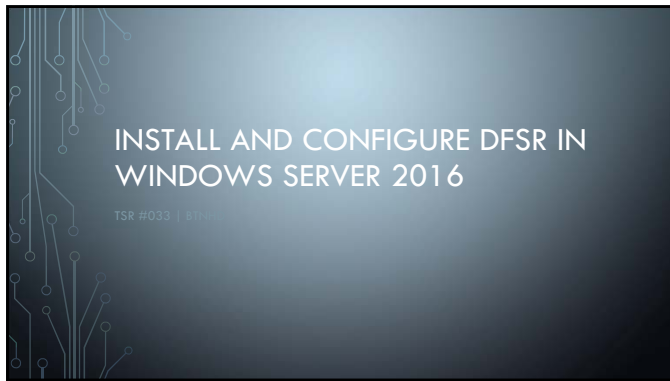 INSTALL AND CONFIGURE DFSR IN
WINDOWS SERVER 2016
TSR #033 |